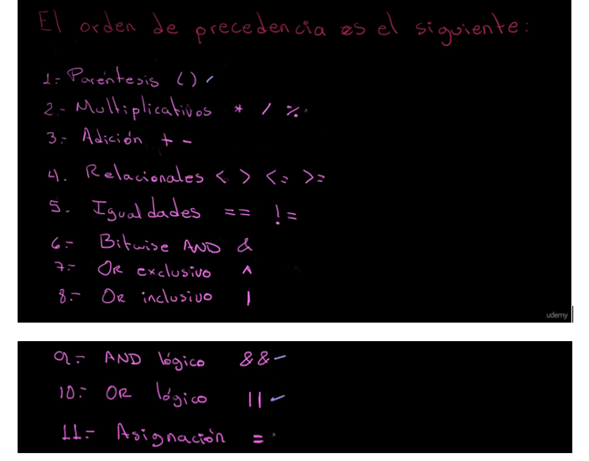 El orden de precedencia es el siguiente:
1.- Paréntesis ( )
2.- Multiplicativos * / %
3.- Adición + -
4. Relacionales < > <= >=
5. Igualdades == !=
6.- Bitwise AND &
7.- OR exclusivo ^
8.- OR inclusivo |
udemy
9.- AND lógico &&
10.- OR lógico ||
11.- Asignación =